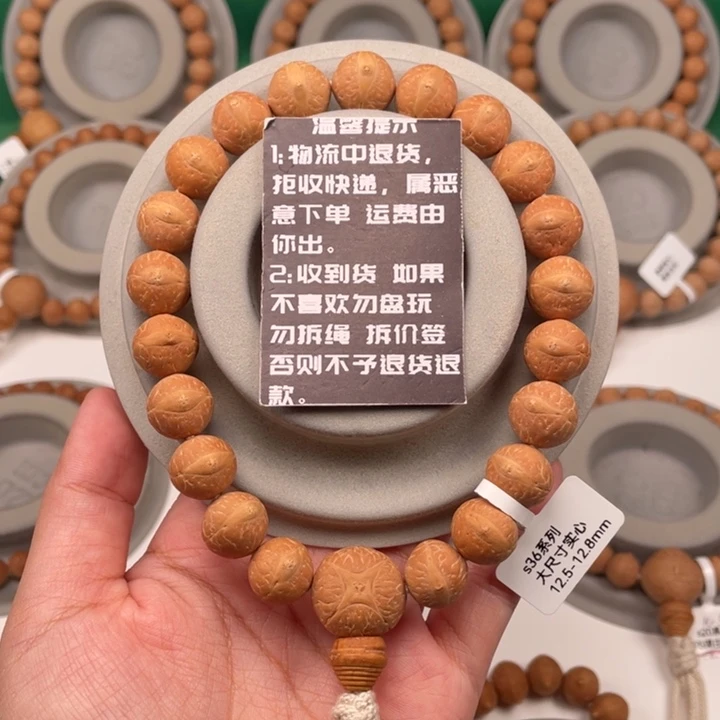 温馨提示
1:物流中退货，
拒收快递，属恶
意下单 运费由
你出。
2:收到货 如果
不喜欢勿盘玩
勿拆绳 拆价签
否则不予退货退
款。
s36系列
大尺寸实心
12.5-12.8mm